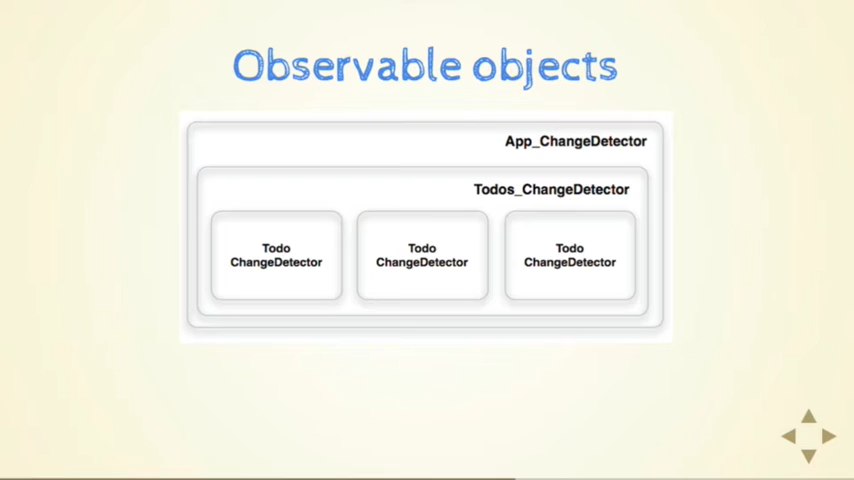 Observable objects
App_ChangeDetector
Todos_ChangeDetector
Todo
ChangeDetector
Todo
ChangeDetector
Todo
ChangeDetector